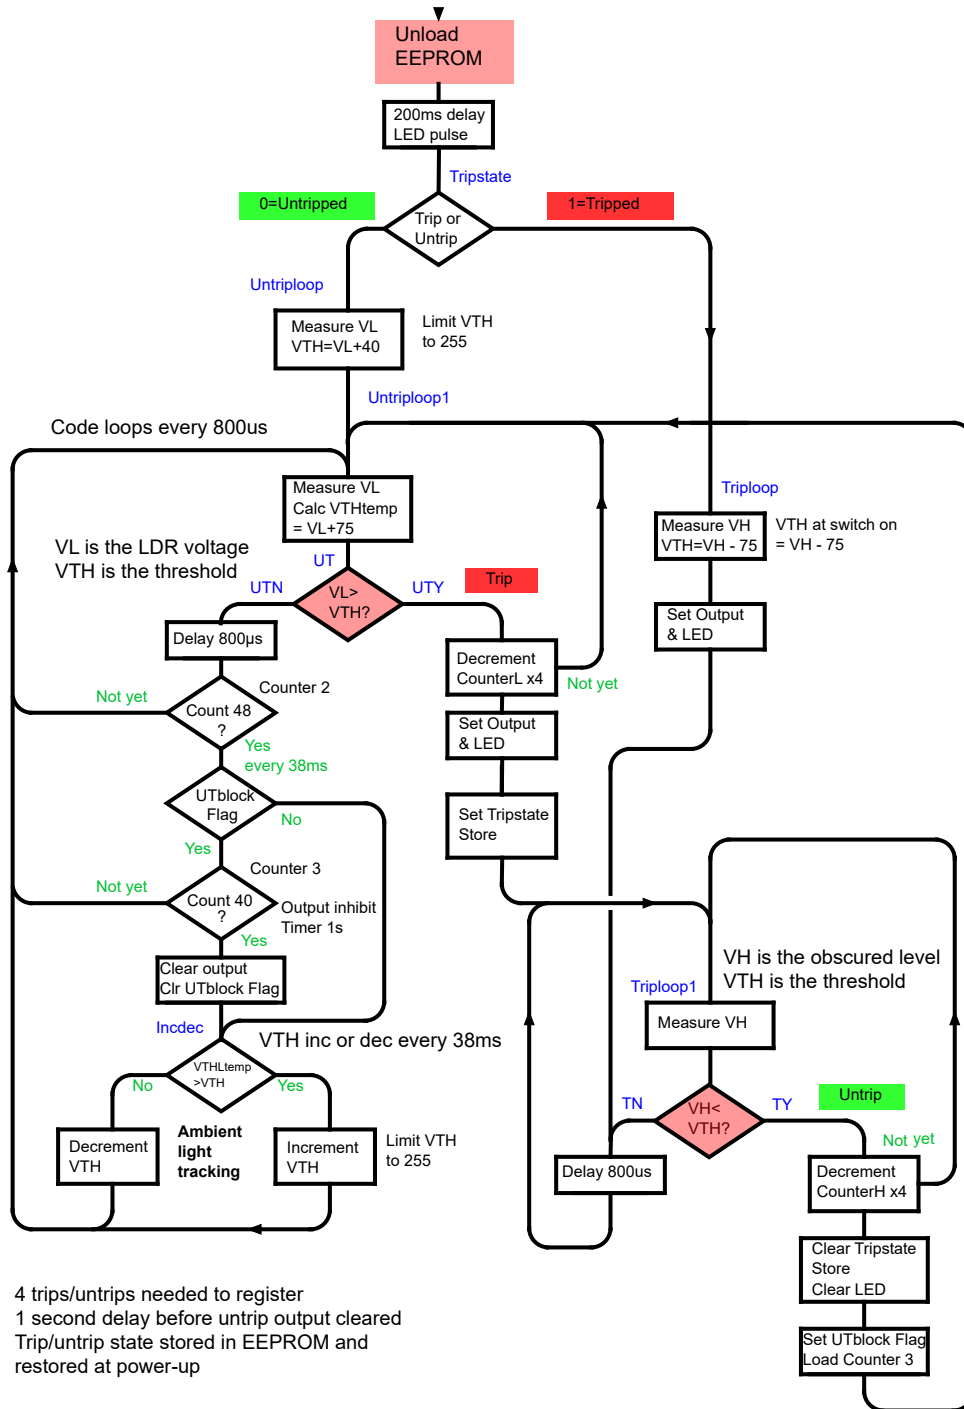 Unload
EEPROM
200ms delay
LED pulse
Tripstate
0=Untripped
1=Tripped
Trip or
Untrip
Untriploop
Measure VL
VTH=VL+40
Limit VTH
to 255
Untriploop1
Code loops every 800us
Measure VL
Calc VTHtemp
= VL+75
Triploop
Measure VH
VTH=VH - 75
VTH at switch on
= VH - 75
VL is the LDR voltage
VTH is the threshold
UT
UTN
VL>
VTH?
UTY
Trip
Set Output
& LED
Delay 800µs
Decrement
CounterL x4
Not yet
Not yet
Counter 2
Count 48
?
Yes
every 38ms
Set Output
& LED
UTblock
Flag
No
Set Tripstate
Store
Yes
Counter 3
Not yet
Count 40
?
Output inhibit
Timer 1s
Yes
Clear output
Clr UTblock Flag
VH is the obscured level
VTH is the threshold
Triploop1
Measure VH
Incdec
VTH inc or dec every 38ms
VTHLtemp
>VTH
No
Yes
TN
VH<
VTH?
TY
Untrip
Not yet
Decrement
VTH
Ambient
light
tracking
Increment
VTH
Limit VTH
to 255
Delay 800us
Decrement
CounterH x4
Clear Tripstate
Store
Clear LED
4 trips/untrips needed to register
1 second delay before untrip output cleared
Trip/untrip state stored in EEPROM and
restored at power-up
Set UTblock Flag
Load Counter 3